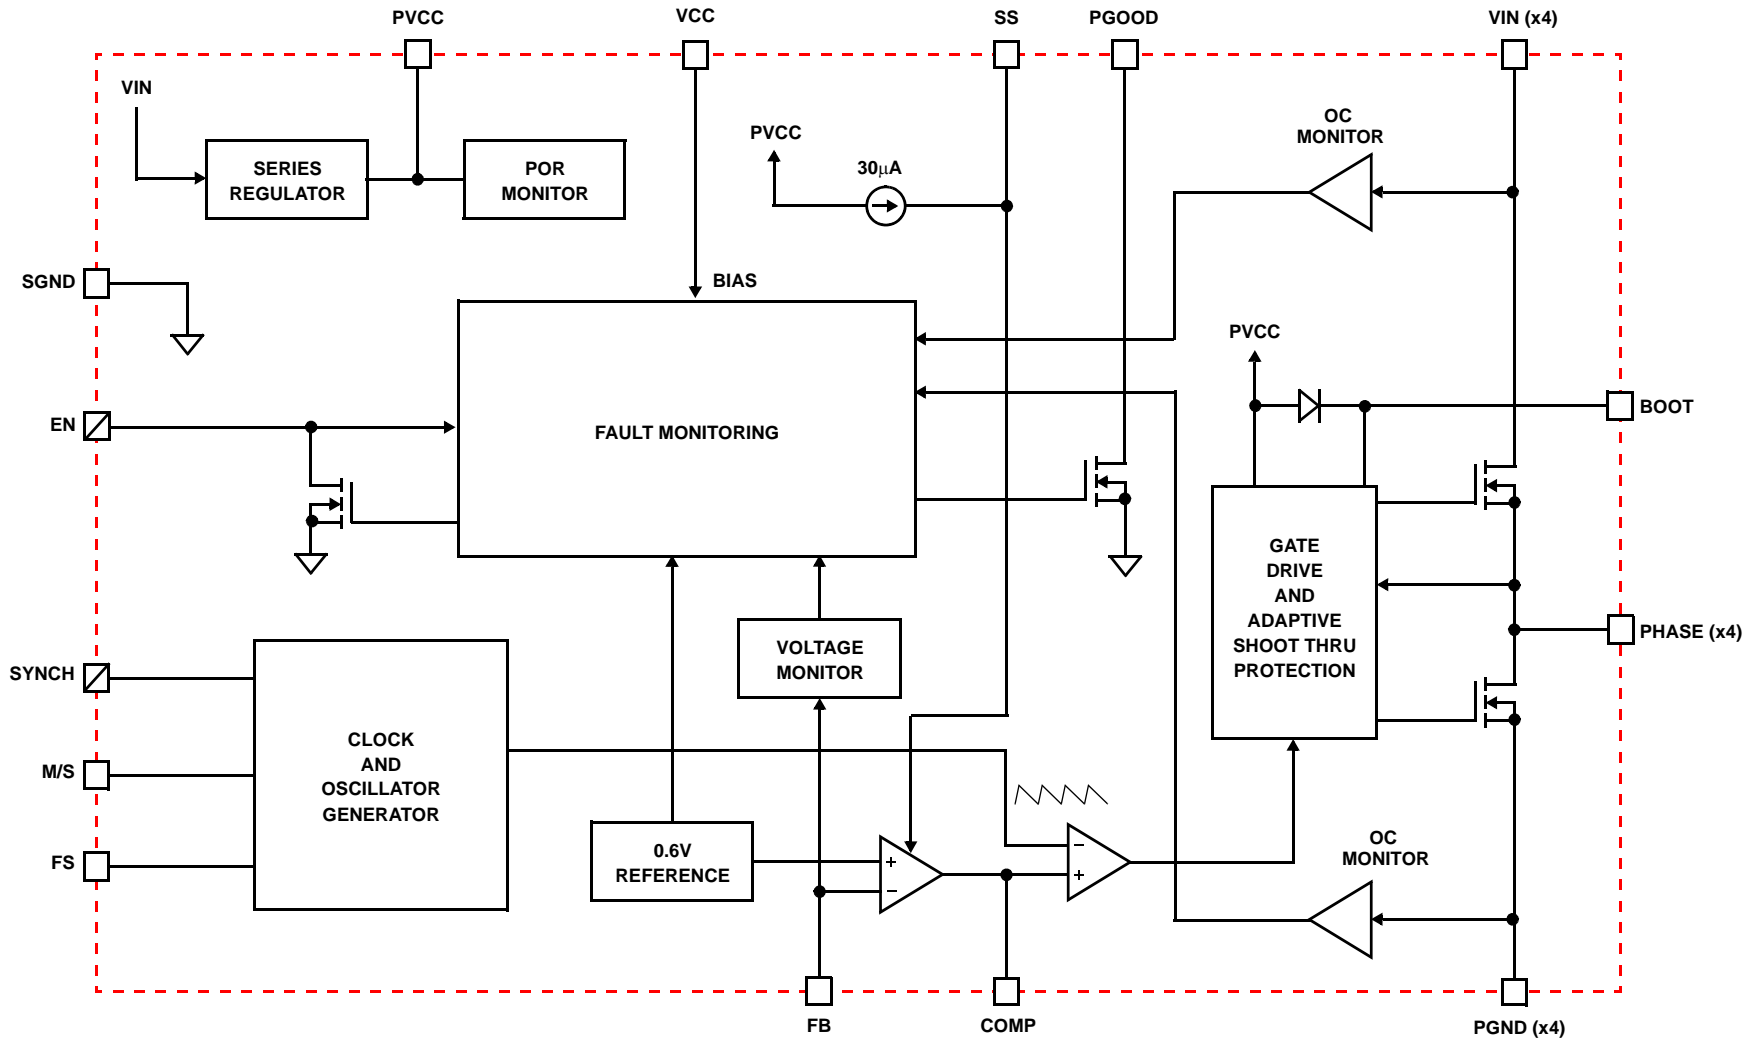 PVCC
VCC
SS
PGOOD
VIN (x4)
VIN
SERIES
REGULATOR
POR
MONITOR
PVCC
30µA
OC
MONITOR
SGND
BIAS
PVCC
EN
FAULT MONITORING
BOOT
GATE
DRIVE
AND
ADAPTIVE
SHOOT THRU
PROTECTION
PHASE (x4)
SYNCH
VOLTAGE
MONITOR
M/S
CLOCK
AND
OSCILLATOR
GENERATOR
FS
0.6V
REFERENCE
+
−
−
+
OC
MONITOR
FB
COMP
PGND (x4)